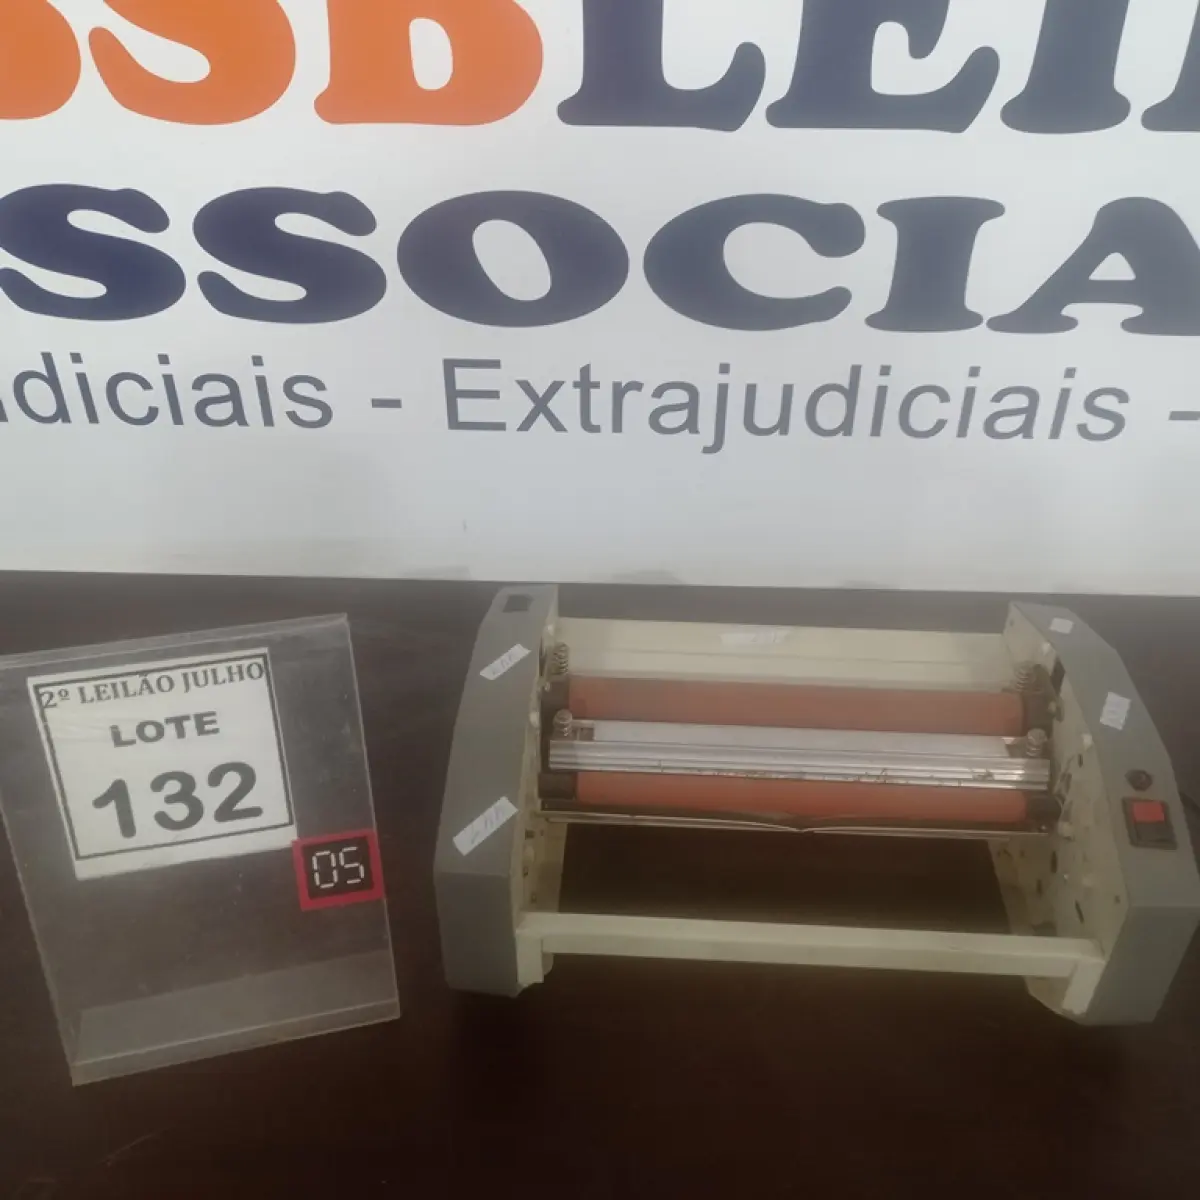 SSBLEI
SSOCIA
diciais - Extrajudiciais -
2º LEILÃO JULHO
LOTE
132
05